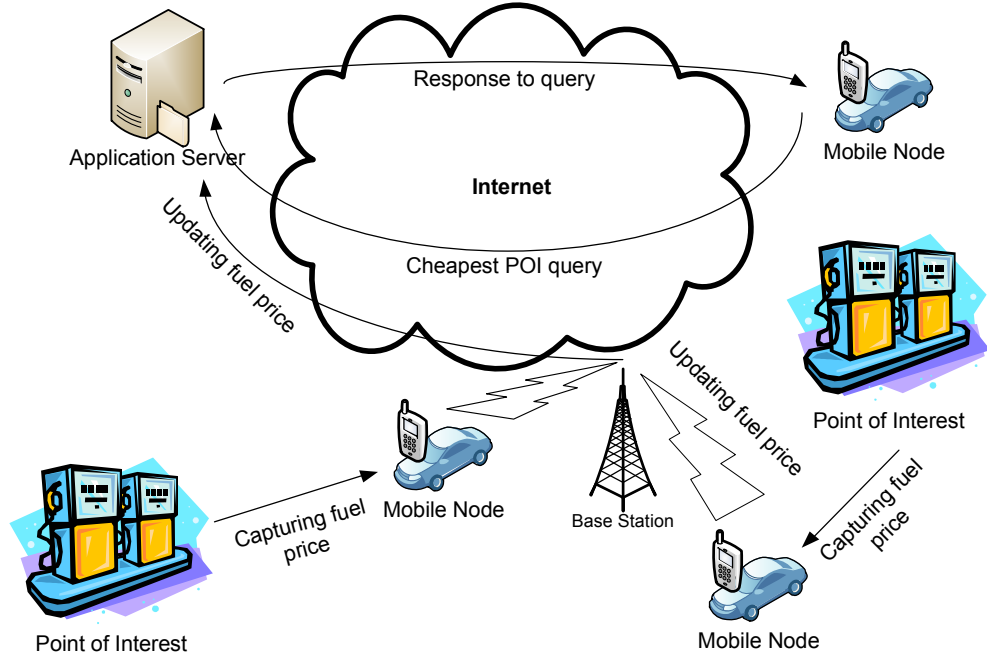 Response to query
Application Server
Mobile Node
Internet
Updating fuel price
Cheapest POI query
Updating fuel price
Point of Interest
Mobile Node
Capturing fuel
price
Base Station
Capturing fuel
price
Point of Interest
Mobile Node